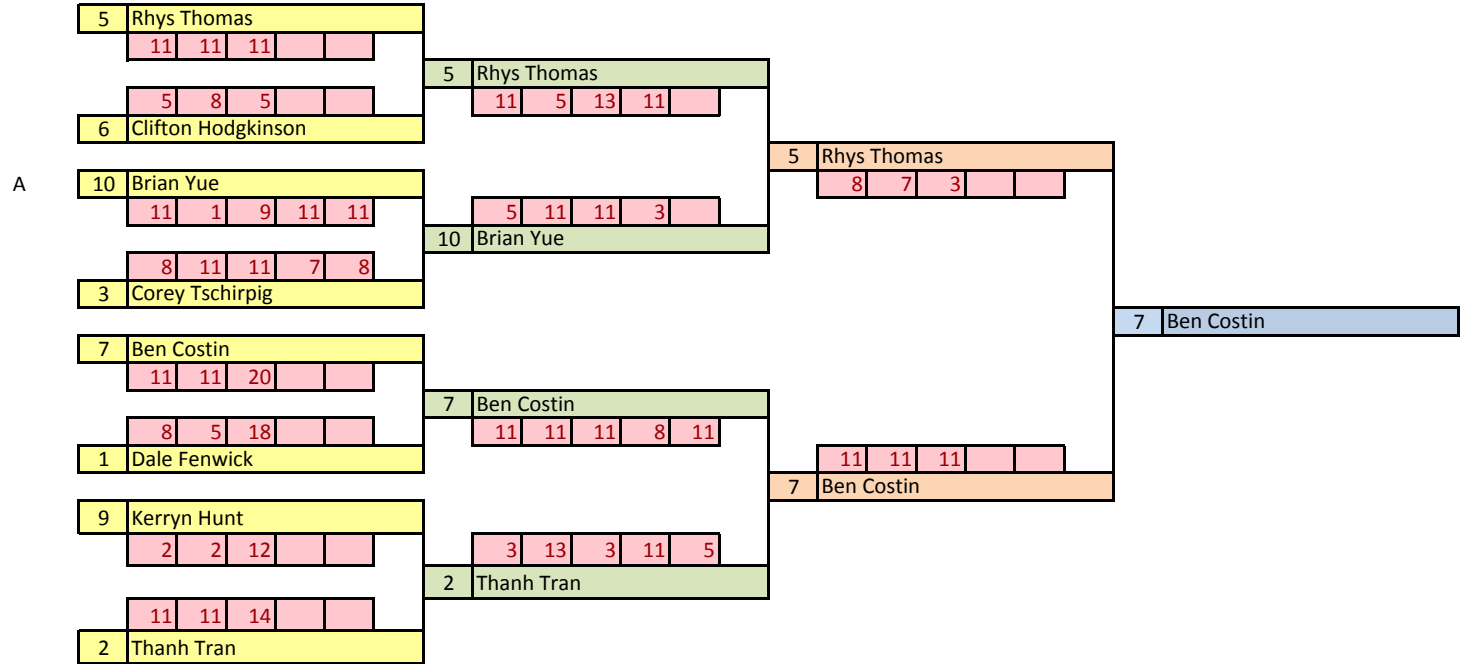 5 Rhys Thomas
11 11 11
5 Rhys Thomas
5 8 5
11 5 13 11
6 Clifton Hodgkinson
5 Rhys Thomas
A 10 Brian Yue
8 7 3
11 1 9 11 11
5 11 11 3
10 Brian Yue
8 11 11 7 8
3 Corey Tschirpig
7 Ben Costin
7 Ben Costin
11 11 20
7 Ben Costin
8 5 18
11 11 11 8 11
1 Dale Fenwick
11 11 11
7 Ben Costin
9 Kerryn Hunt
2 2 12
3 13 3 11 5
2 Thanh Tran
11 11 14
2 Thanh Tran